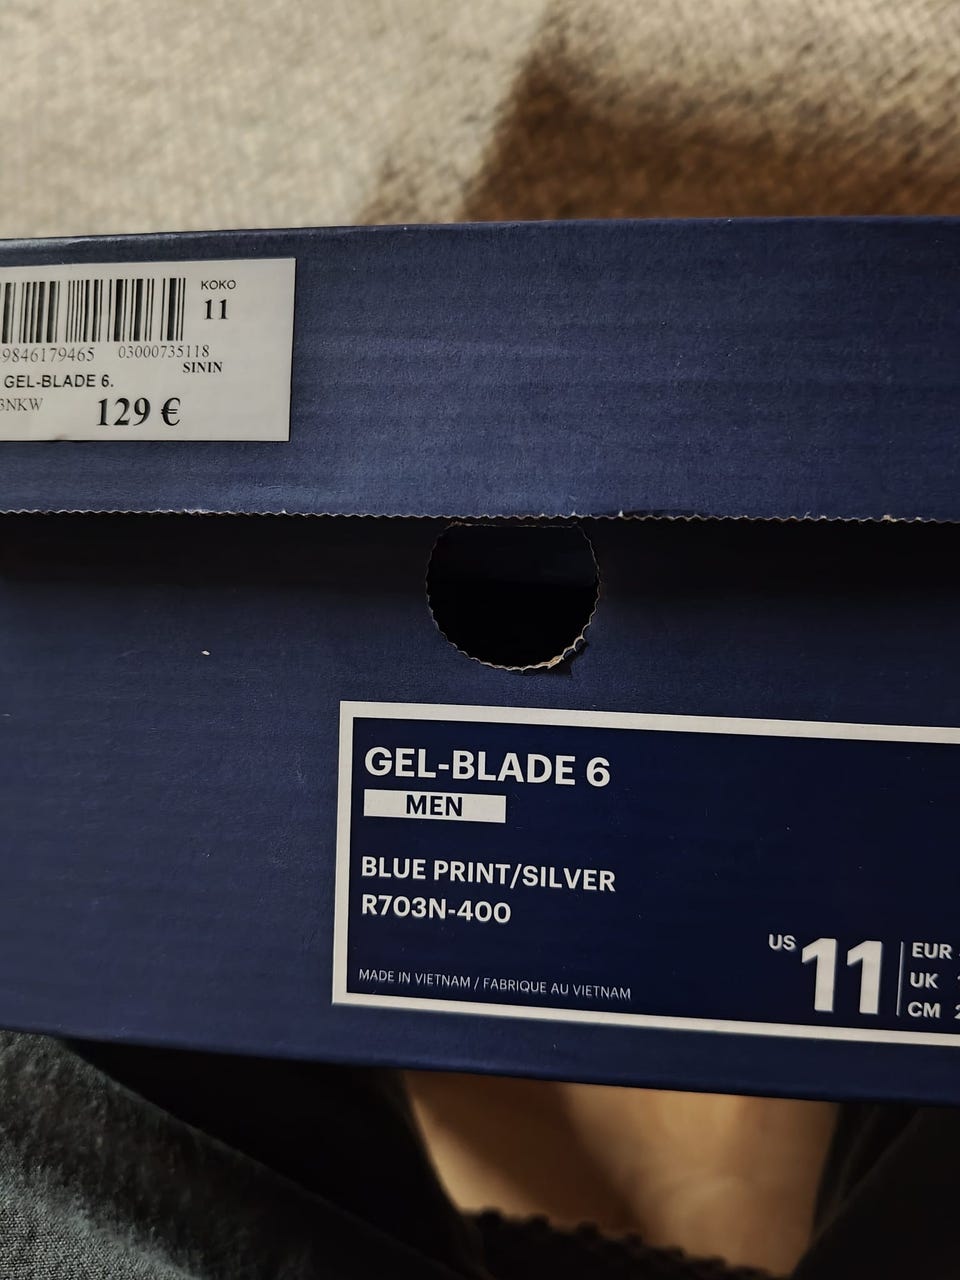 KOKO
11
9846179465 03000735118
SININ
GEL-BLADE 6.
3NKW
129 €
GEL-BLADE 6
MEN
BLUE PRINT/SILVER
R703N-400
MADE IN VIETNAM / FABRIQUE AU VIETNAM
US 11
EUR
UK
CM